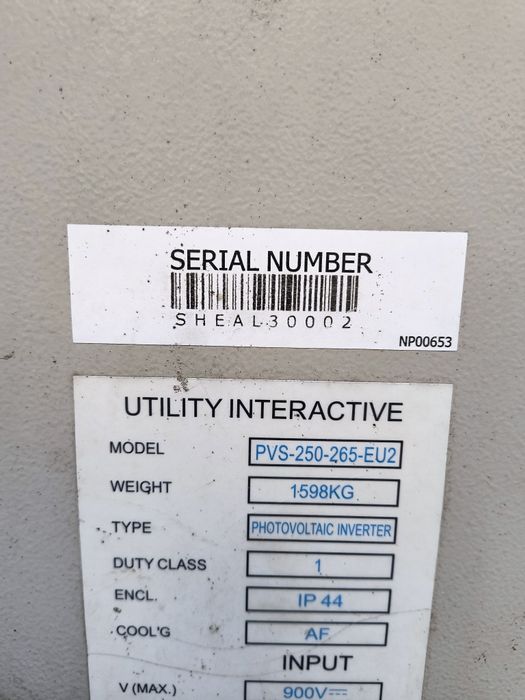 SERIAL NUMBER
SHEAL30002
NP00653
UTILITY INTERACTIVE
MODEL PVS-250-265-EU2
WEIGHT 1598KG
TYPE PHOTOVOLTAIC INVERTER
DUTY CLASS 1
ENCL. IP 44
COOL'G AF
INPUT
V (MAX.) 900V⎓